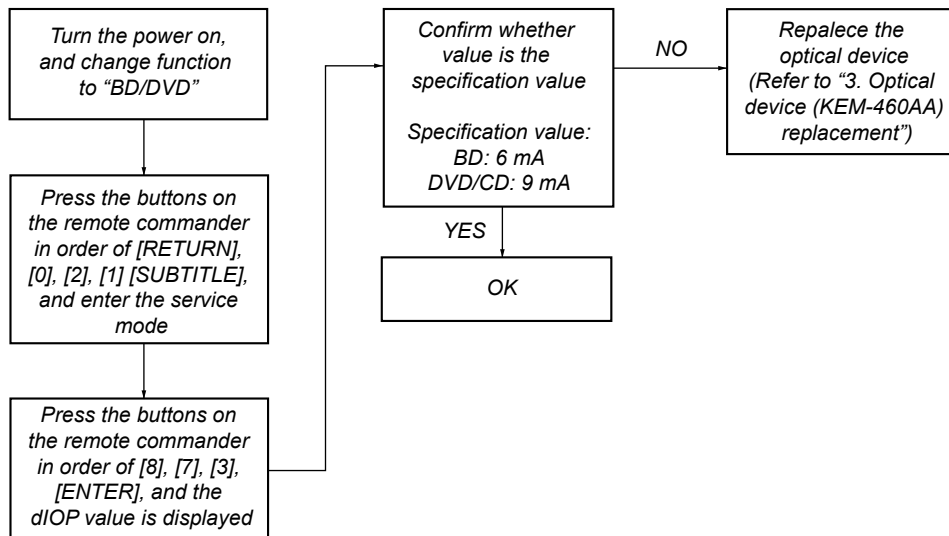 Turn the power on,
and change function
to “BD/DVD”
Press the buttons on
the remote commander
in order of [RETURN],
[0], [2], [1] [SUBTITLE],
and enter the service
mode
Press the buttons on
the remote commander
in order of [8], [7], [3],
[ENTER], and the
dIOP value is displayed
Confirm whether
value is the
specification value
Specification value:
BD: 6 mA
DVD/CD: 9 mA
NO
Repalece the
optical device
(Refer to “3. Optical
device (KEM-460AA)
replacement”)
YES
OK